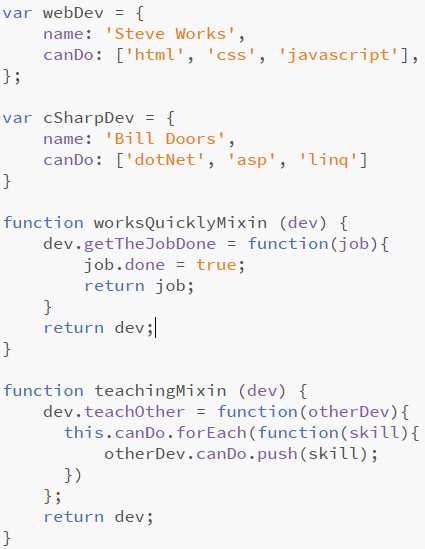 var webDev = {
    name: 'Steve Works',
    canDo: ['html', 'css', 'javascript'],
};

var cSharpDev = {
    name: 'Bill Doors',
    canDo: ['dotNet', 'asp', 'linq']
}

function worksQuicklyMixin (dev) {
    dev.getTheJobDone = function(job){
        job.done = true;
        return job;
    }
    return dev;
}

function teachingMixin (dev) {
    dev.teachOther = function(otherDev){
      this.canDo.forEach(function(skill){
          otherDev.canDo.push(skill);
      })
    };
    return dev;
}